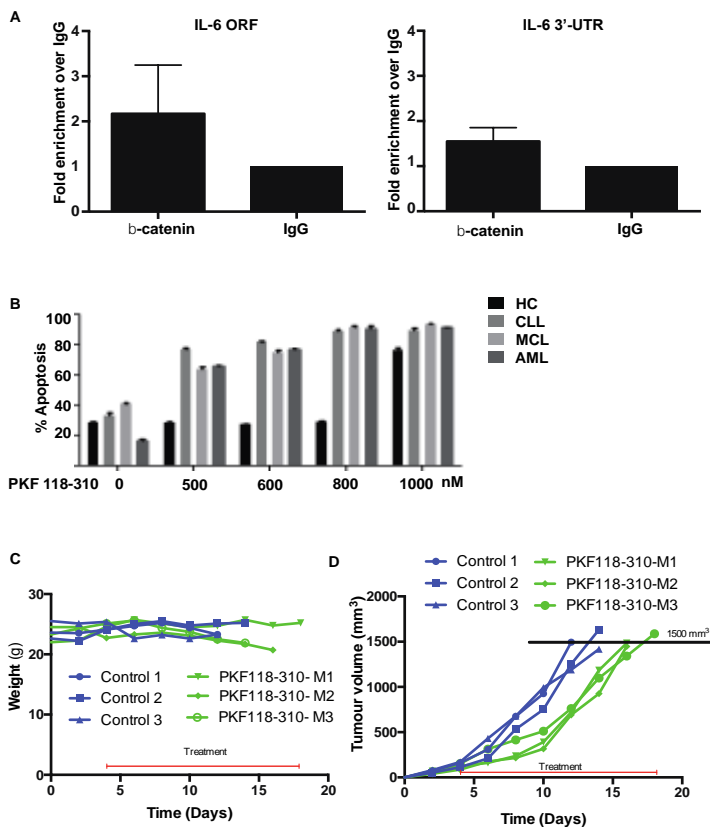 A
IL-6 ORF
IL-6 3'-UTR
Fold enrichment over IgG
4
3
2
1
0
b-catenin
IgG
Fold enrichment over IgG
4
3
2
1
0
b-catenin
IgG
B
% Apoptosis
100
80
60
40
20
HC
CLL
MCL
AML
PKF 118-310 0 500 600 800 1000 nM
C
Weight (g)
30
25
20
15
10
5
0
Control 1
Control 2
Control 3
PKF118-310- M1
PKF118-310- M2
PKF118-310- M3
Treatment
0 5 10 15 20
Time (Days)
D
Control 1
Control 2
Control 3
PKF118-310-M1
PKF118-310-M2
PKF118-310-M3
Tumour volume (mm³)
2000
1500
1000
500
0
1500 mm³
Treatment
0 5 10 15 20
Time (Days)